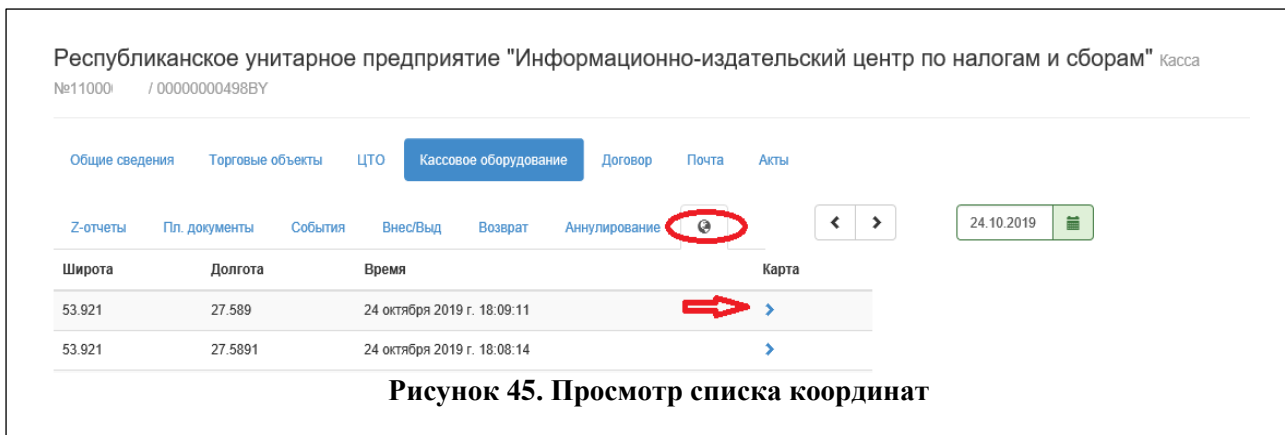 Республиканское унитарное предприятие "Информационно-издательский центр по налогам и сборам" Касса
№11000 / 00000000498BY
Общие сведения Торговые объекты ЦТО Кассовое оборудование Договор Почта Акты
Z-отчеты Пл. документы События Внес/Выд Возврат Аннулирование 24.10.2019
Широта Долгота Время Карта
53.921 27.589 24 октября 2019 г. 18:09:11
53.921 27.5891 24 октября 2019 г. 18:08:14
Рисунок 45. Просмотр списка координат